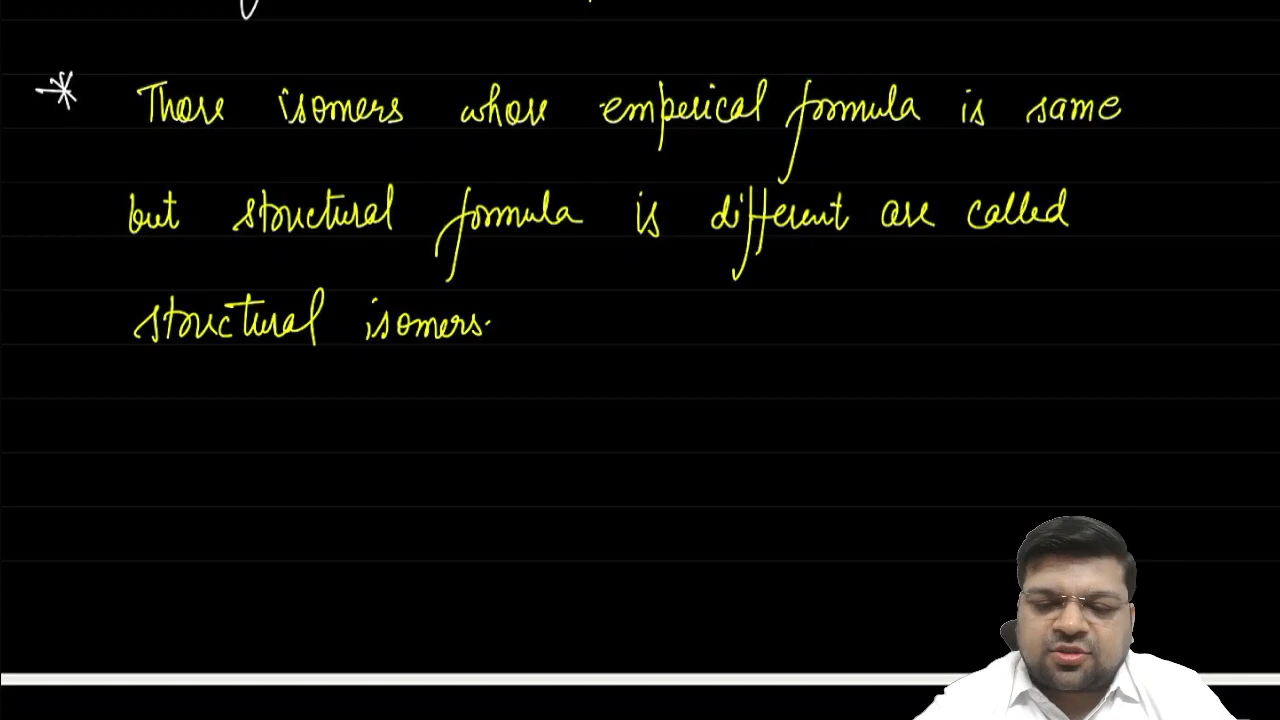 * Those isomers whose emperical formula is same
but structural formula is different are called
structural isomers.